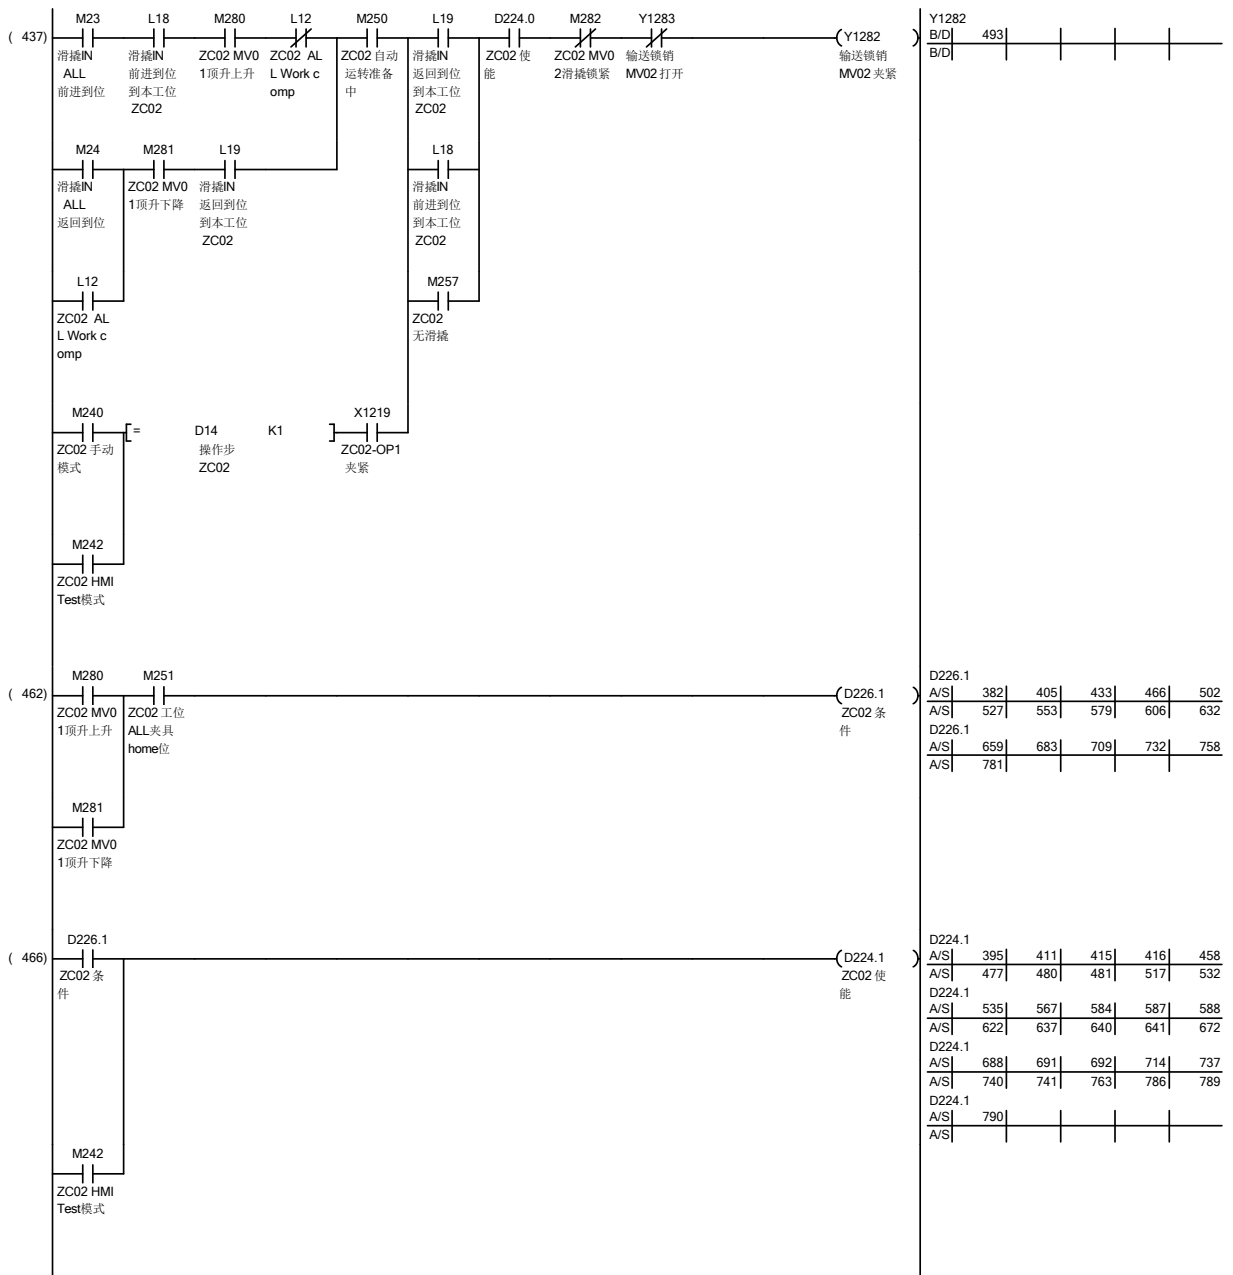 M23 L18 M280 L12 M250 L19 D224.0 M282 Y1283 Y1282
( 437) Y1282 B/D 493
滑撬IN 滑撬IN ZC02 MV0 ZC02 AL ZC02 自动 滑撬IN ZC02 使 ZC02 MV0 输送锁销 输送锁销 B/D
ALL 前进到位 1顶升上升 L Work c 运转准备 返回到位 能 2滑撬锁紧 MV02 打开 MV02 夹紧
前进到位 到本工位 omp 中 到本工位
ZC02 ZC02
M24 M281 L19 L18
滑撬IN ZC02 MV0 滑撬IN 滑撬IN
ALL 1顶升下降 返回到位 前进到位
返回到位 到本工位 到本工位
ZC02 ZC02
L12 M257
ZC02 AL ZC02
L Work c 无滑撬
omp
M240 X1219
= D14 K1
ZC02 手动 操作步 ZC02-OP1
模式 ZC02 夹紧
M242
ZC02 HMI
Test模式
M280 M251 D226.1
( 462) D226.1 A/S 382 405 433 466 502
ZC02 MV0 ZC02 工位 ZC02 条 A/S 527 553 579 606 632
1顶升上升 ALL夹具 件 D226.1
home位 A/S 659 683 709 732 758
A/S 781
M281
ZC02 MV0
1顶升下降
D226.1 D224.1
( 466) D224.1 A/S 395 411 415 416 458
ZC02 条 ZC02 使 A/S 477 480 481 517 532
件 能 D224.1
A/S 535 567 584 587 588
A/S 622 637 640 641 672
D224.1
A/S 688 691 692 714 737
A/S 740 741 763 786 789
D224.1
A/S 790
A/S
M242
ZC02 HMI
Test模式